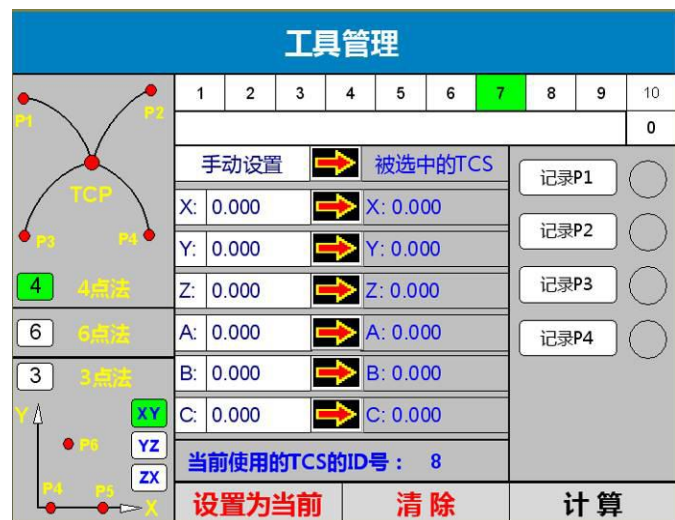 工具管理
P1
P2
TCP
P3
P4
4 4点法
6 6点法
3 3点法
Y
XY
P6
YZ
ZX
P4
P5
X
1 2 3 4 5 6 7 8 9 10
0
手动设置 被选中的TCS
X: 0.000 X: 0.000
Y: 0.000 Y: 0.000
Z: 0.000 Z: 0.000
A: 0.000 A: 0.000
B: 0.000 B: 0.000
C: 0.000 C: 0.000
当前使用的TCS的ID号： 8
记录P1
记录P2
记录P3
记录P4
设置为当前 清 除 计 算